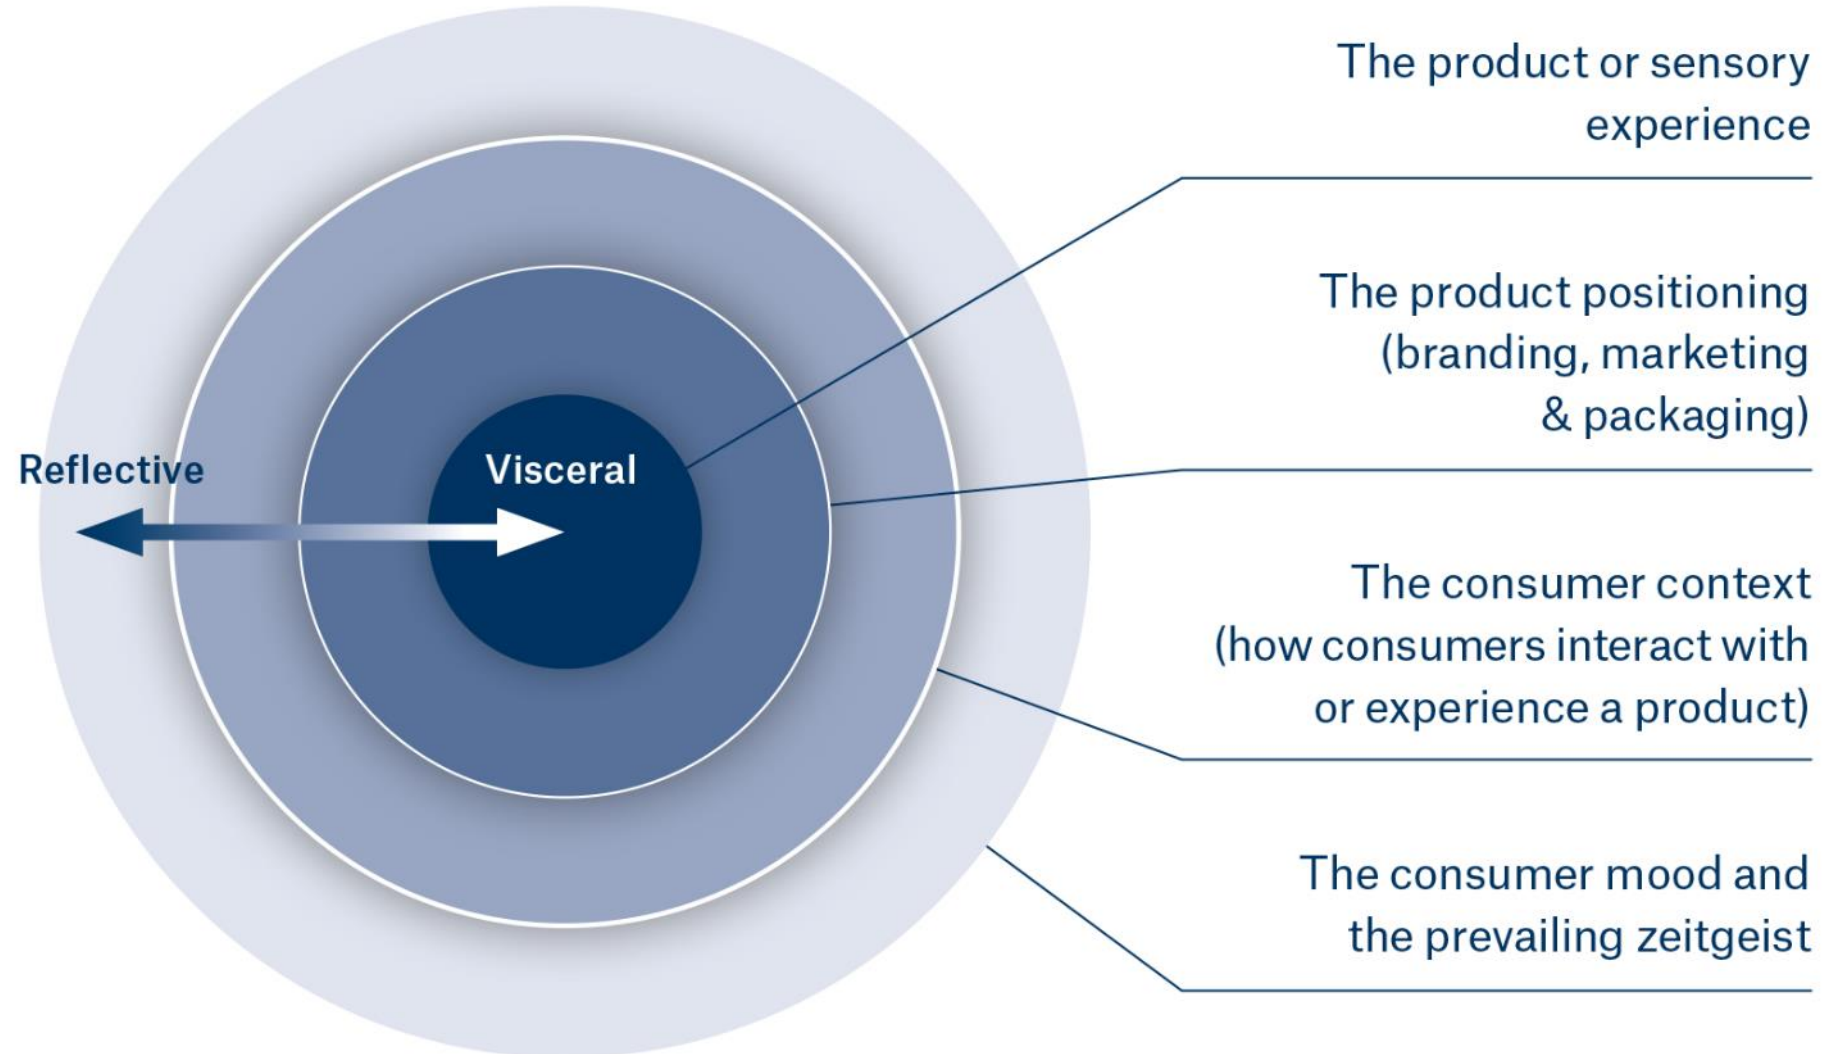 The product or sensory
experience
The product positioning
(branding, marketing
& packaging)
Reflective
Visceral
The consumer context
(how consumers interact with
or experience a product)
The consumer mood and
the prevailing zeitgeist